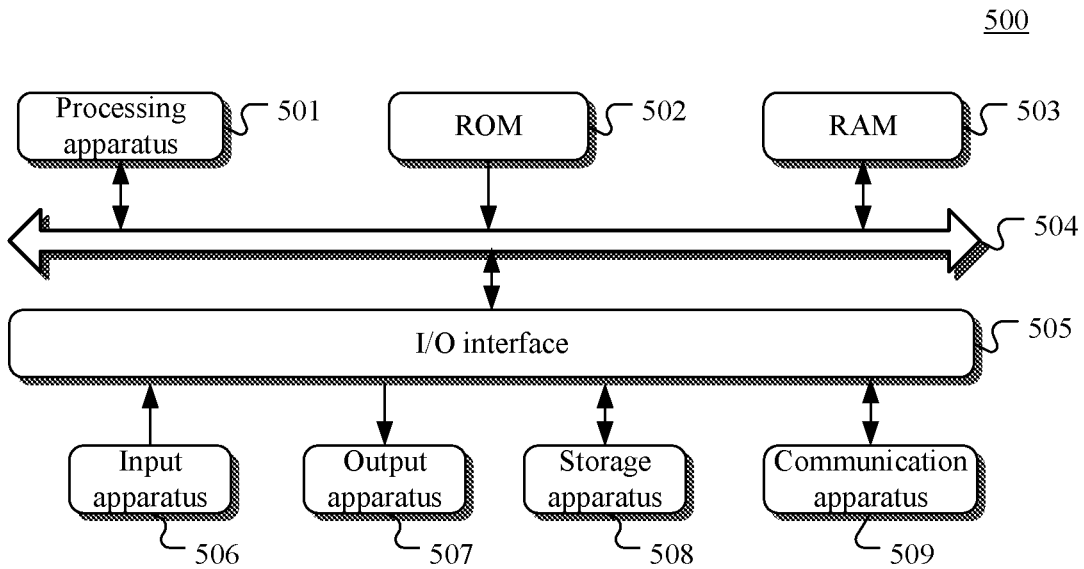 500
Processing
apparatus
501
ROM
502
RAM
503
504
I/O interface
505
Input
apparatus
506
Output
apparatus
507
Storage
apparatus
508
Communication
apparatus
509